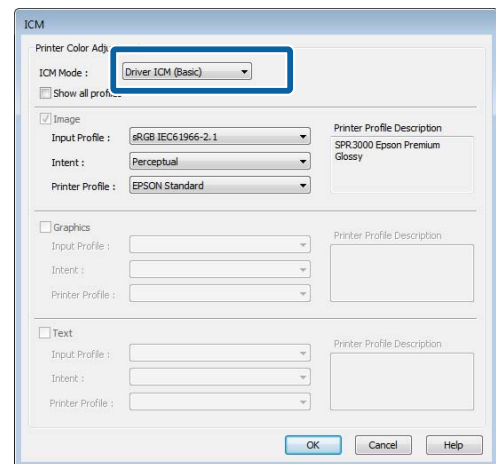 ICM
Printer Color Adju
ICM Mode : Driver ICM (Basic)
Show all profiles
Image
Input Profile : sRGB IEC61966-2.1
Intent : Perceptual
Printer Profile : EPSON Standard
Printer Profile Description
SPR3000 Epson Premium
Glossy
Graphics
Input Profile :
Intent :
Printer Profile :
Printer Profile Description
Text
Input Profile :
Intent :
Printer Profile :
Printer Profile Description
OK Cancel Help